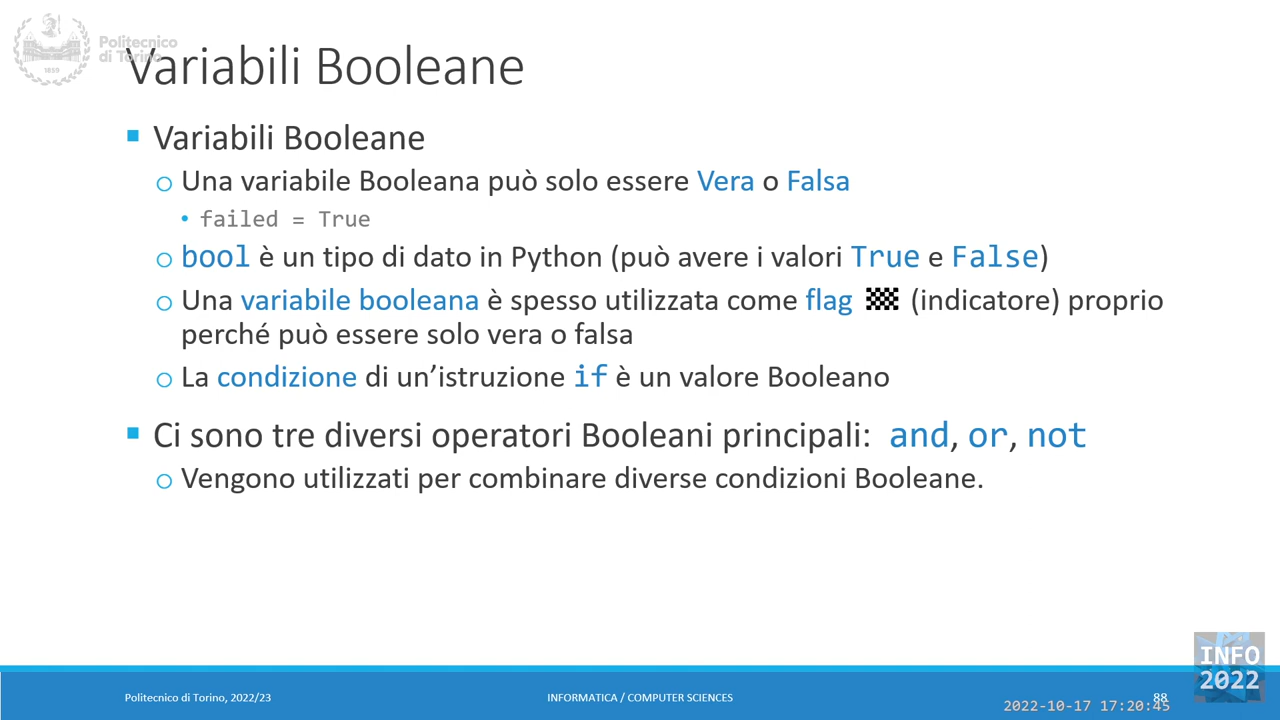 Politecnico
di Torino
1859
Variabili Booleane
Variabili Booleane
Una variabile Booleana può solo essere Vera o Falsa
failed = True
bool è un tipo di dato in Python (può avere i valori True e False)
Una variabile booleana è spesso utilizzata come flag (indicatore) proprio
perché può essere solo vera o falsa
La condizione di un’istruzione if è un valore Booleano
Ci sono tre diversi operatori Booleani principali: and, or, not
Vengono utilizzati per combinare diverse condizioni Booleane.
INFO
2022
Politecnico di Torino, 2022/23
INFORMATICA / COMPUTER SCIENCES
88
2022-10-17 17:20:45